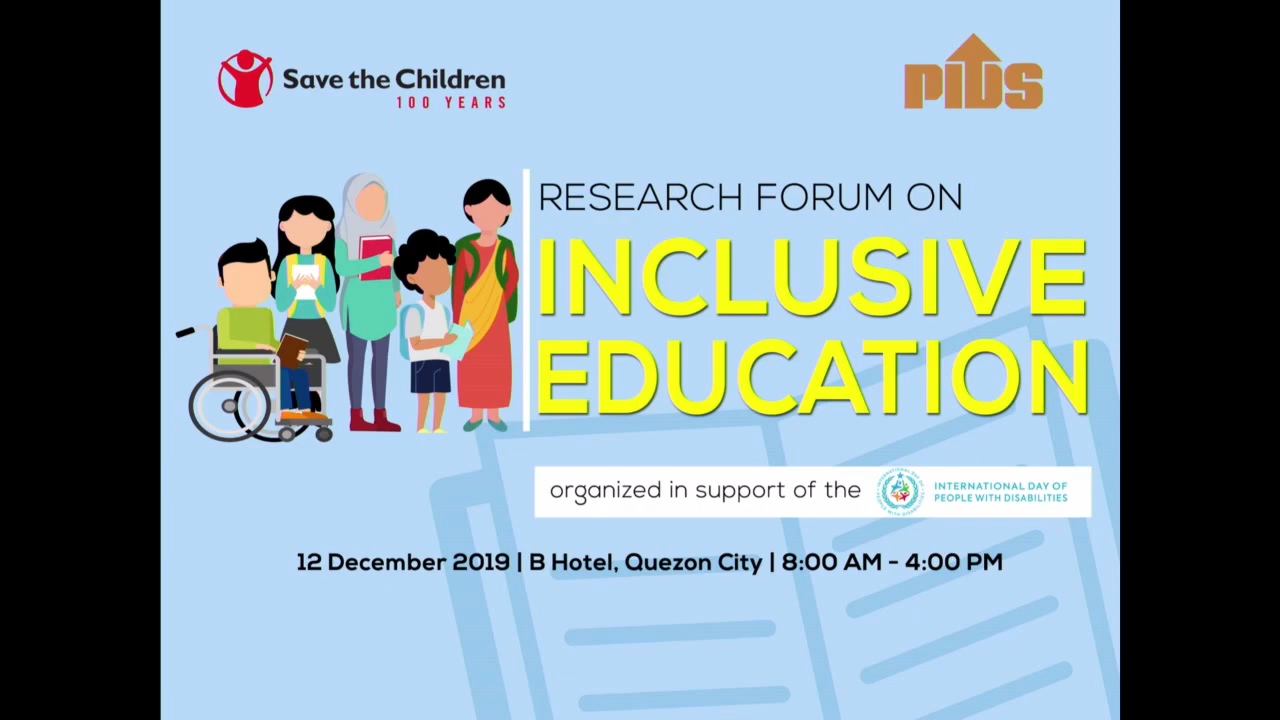 Save the Children
100 YEARS
PIDS
RESEARCH FORUM ON
INCLUSIVE
EDUCATION
organized in support of the
INTERNATIONAL DAY OF
PEOPLE WITH DISABILITIES
12 December 2019 | B Hotel, Quezon City | 8:00 AM - 4:00 PM